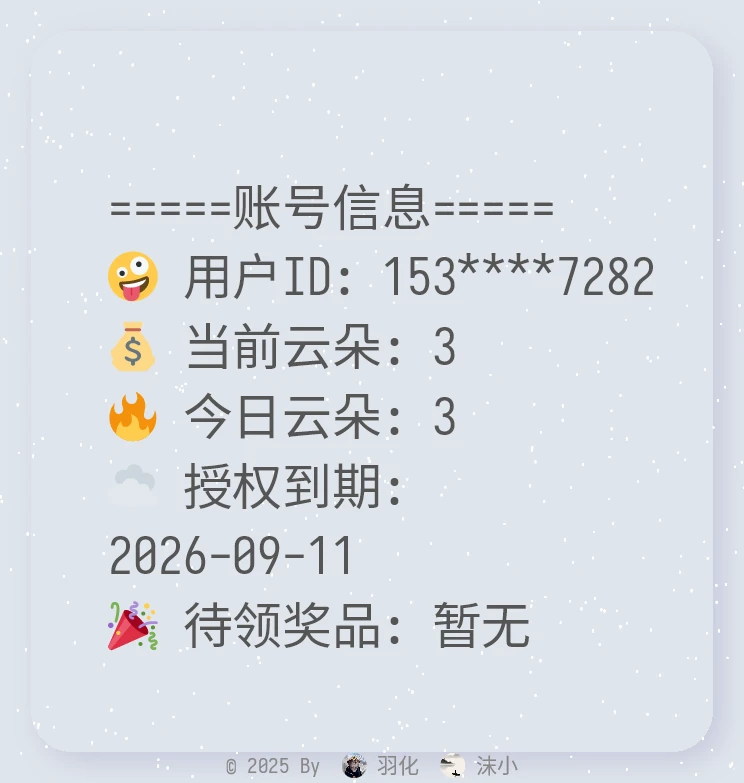 =====账号信息=====
🤪 用户ID: 153****7282
💰 当前云朵: 3
🔥 今日云朵: 3
☁️ 授权到期:
2026-09-11
🎉 待领奖品: 暂无
© 2025 By 羽化 沫小